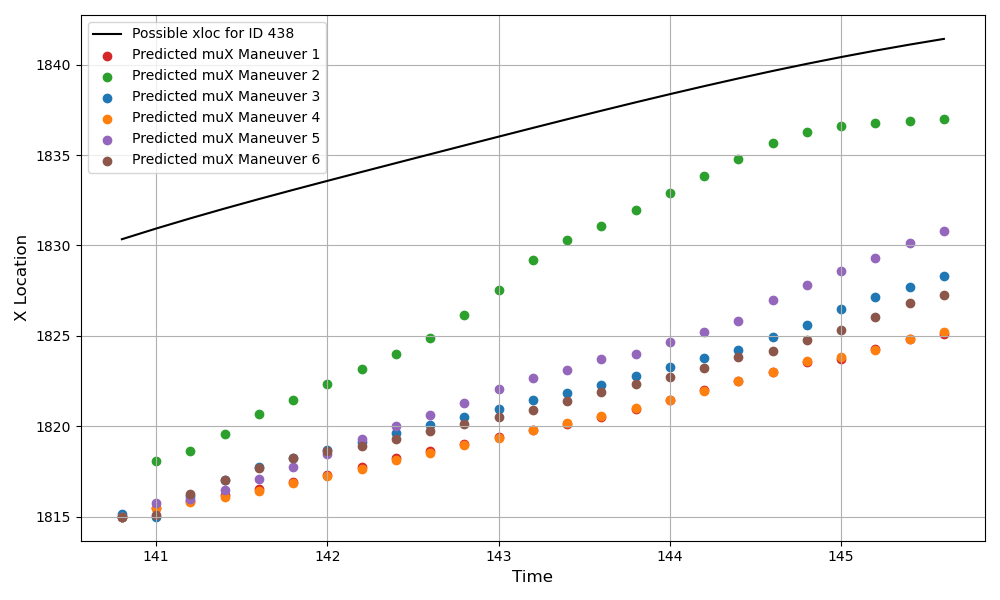 Possible xloc for ID 438
Predicted muX Maneuver 1
Predicted muX Maneuver 2
Predicted muX Maneuver 3
Predicted muX Maneuver 4
Predicted muX Maneuver 5
Predicted muX Maneuver 6
1840
1835
1830
1825
1820
1815
X Location
141 142 143 144 145
Time